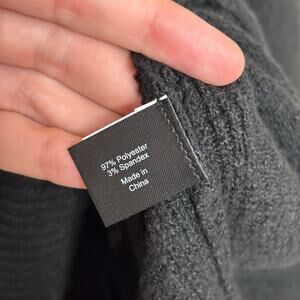 97% Polyester
3% Spandex
Made in
China